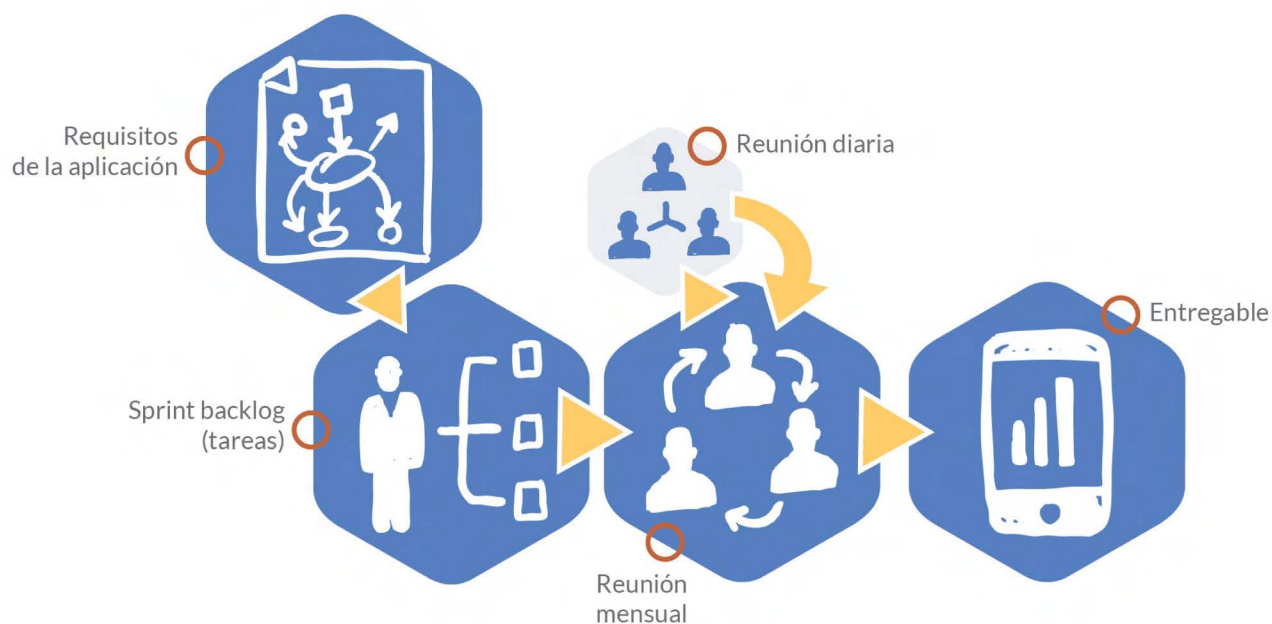 Requisitos
de la aplicación
Reunión diaria
Entregable
Sprint backlog
(tareas)
Reunión
mensual